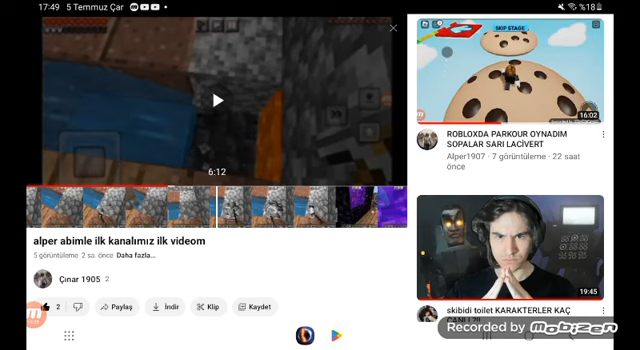 17:49 5 Temmuz Çar
%18
6:12
alper abimle ilk kanalımız ilk videom
5 görüntüleme 2 sa. önce Daha fazla...
Çınar 1905 2
2
Paylaş
İndir
Klip
Kaydet
SKIP STAGE
16:02
ROBLOXDA PARKOUR OYNADIM
SOPALAR SARI LACİVERT
Alper1907 · 7 görüntüleme · 22 saat
önce
19:45
skibidi toilet KARAKTERLER KAÇ
CANLI ?!!
Recorded by Mobizen